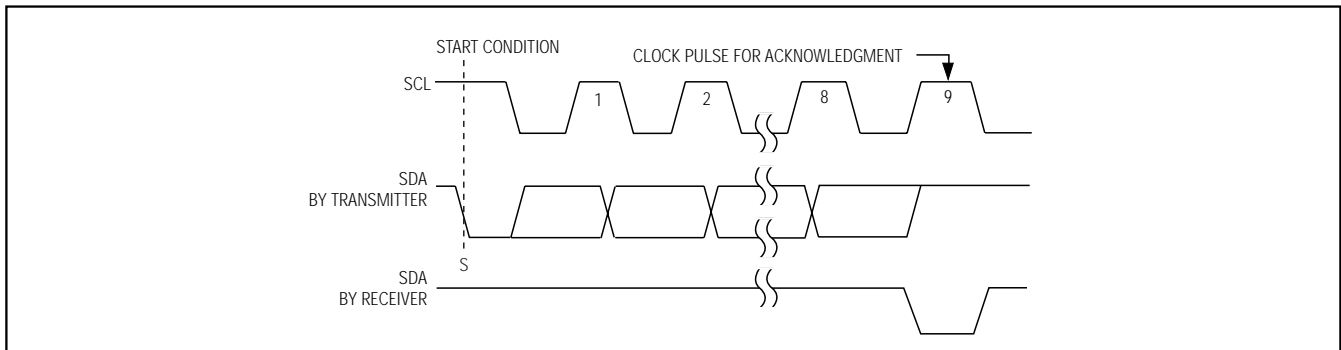 START CONDITION
CLOCK PULSE FOR ACKNOWLEDGMENT
SCL
1
2
8
9
SDA
BY TRANSMITTER
S
SDA
BY RECEIVER